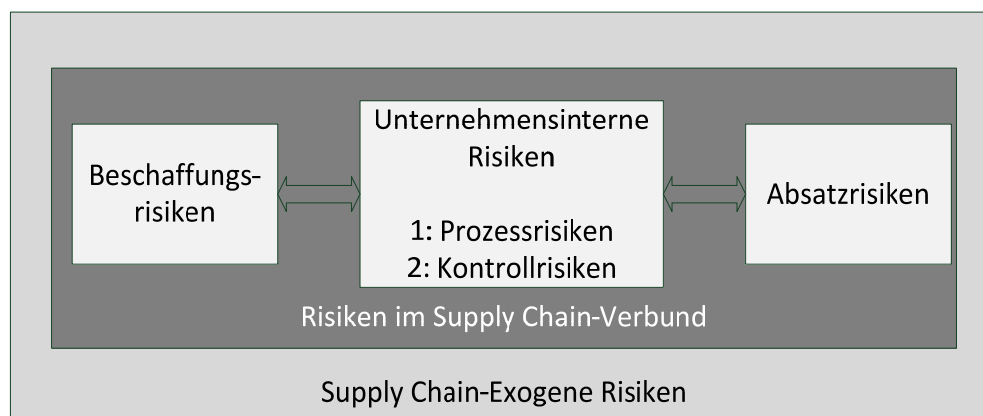 Beschaffungs-
risiken
Unternehmensinterne
Risiken
1: Prozessrisiken
2: Kontrollrisiken
Absatzrisiken
Risiken im Supply Chain-Verbund
Supply Chain-Exogene Risiken